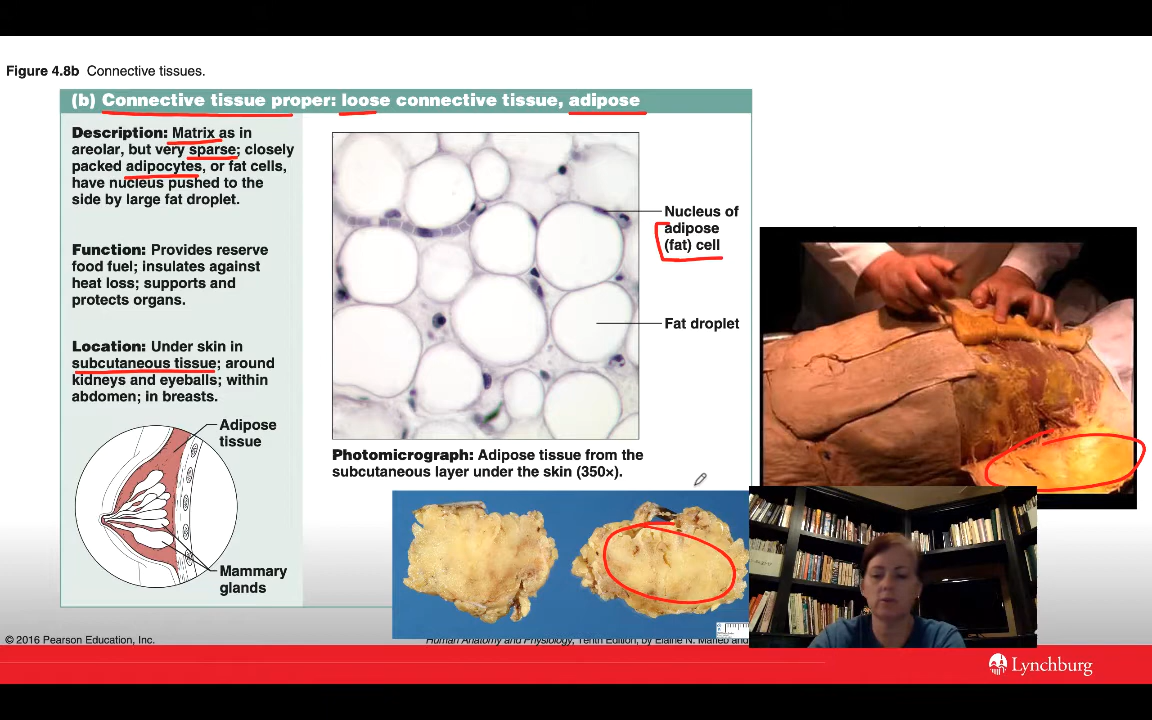 Figure 4.8b Connective tissues.
(b) Connective tissue proper: loose connective tissue, adipose
Description: Matrix as in
areolar, but very sparse; closely
packed adipocytes, or fat cells,
have nucleus pushed to the
side by large fat droplet.
Function: Provides reserve
food fuel; insulates against
heat loss; supports and
protects organs.
Location: Under skin in
subcutaneous tissue; around
kidneys and eyeballs; within
abdomen; in breasts.
Adipose
tissue
Mammary
glands
Nucleus of
adipose
(fat) cell
Fat droplet
Photomicrograph: Adipose tissue from the
subcutaneous layer under the skin (350×).
© 2016 Pearson Education, Inc.
Human Anatomy and Physiology, Tenth Edition, by Elaine N. Marieb and
Lynchburg